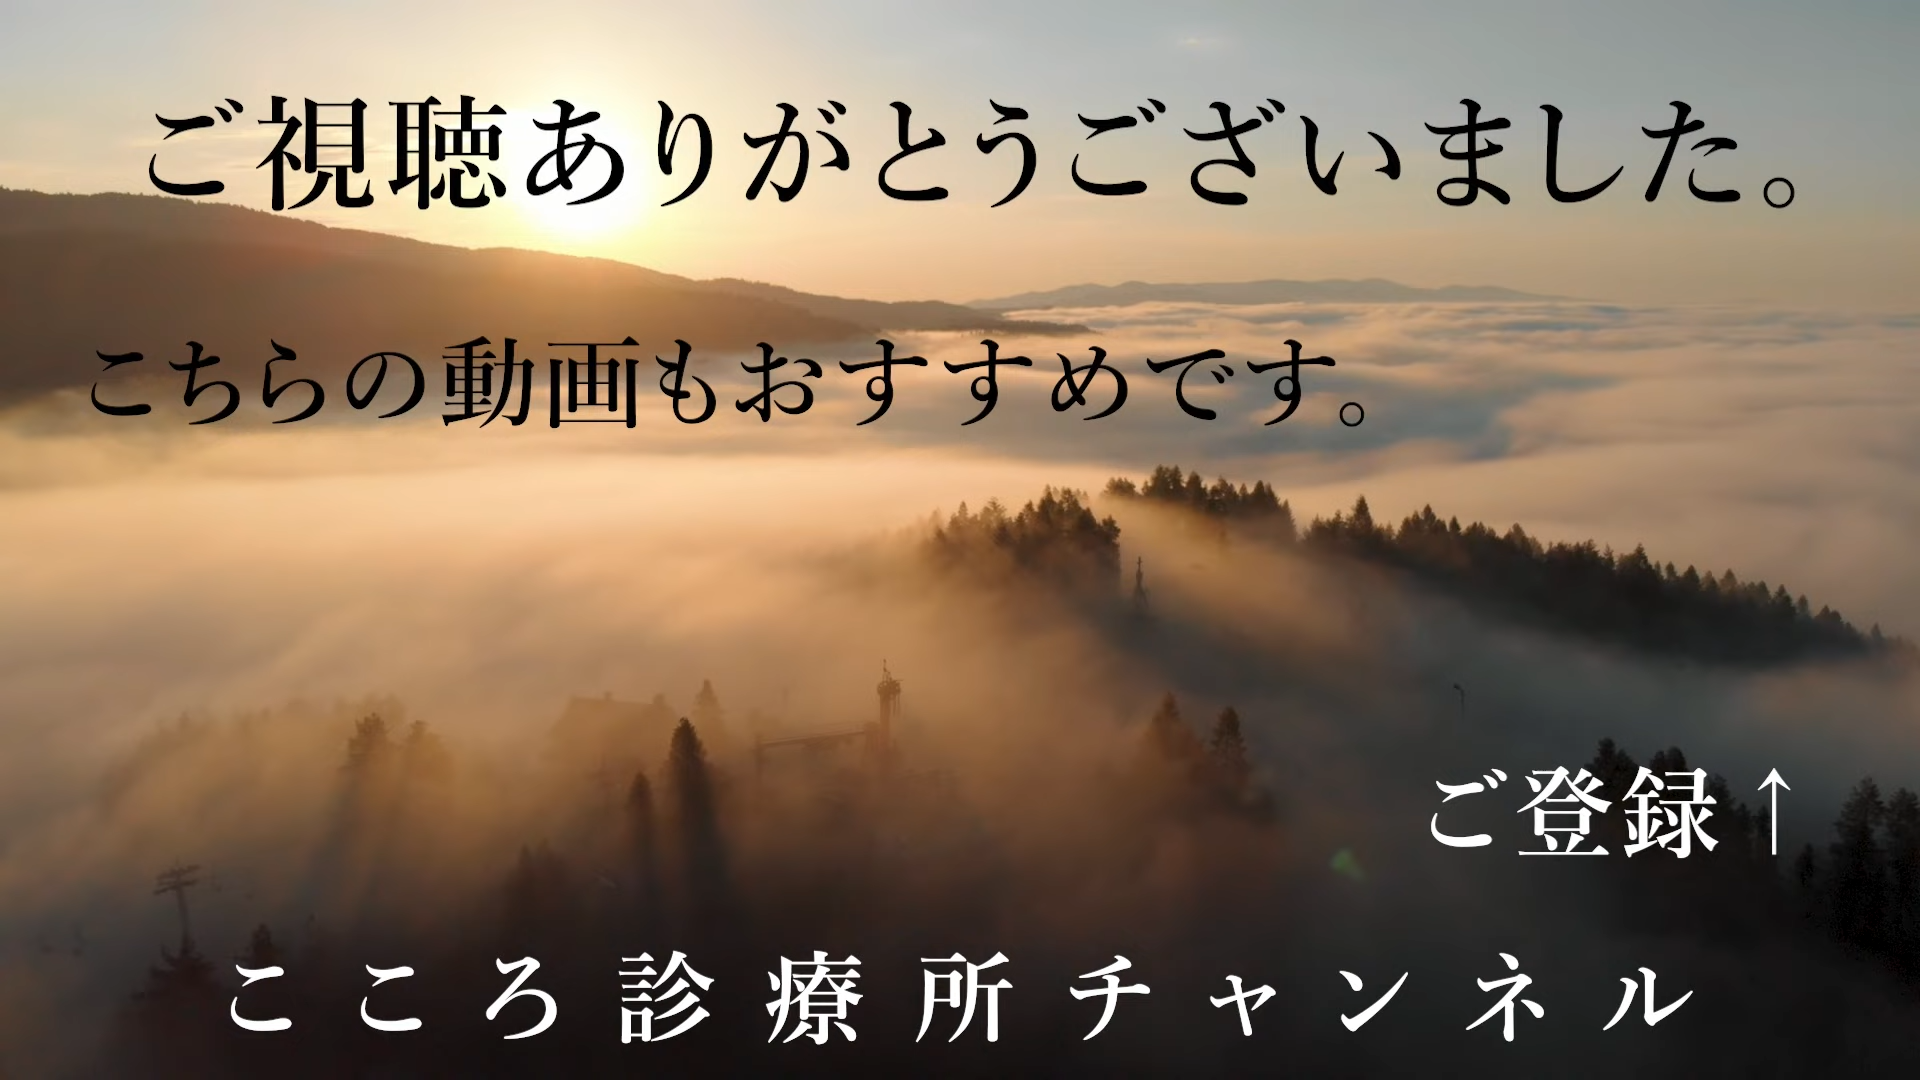 ご視聴ありがとうございました。
こちらの動画もおすすめです。
ご登録↑
こころ診療所チャンネル